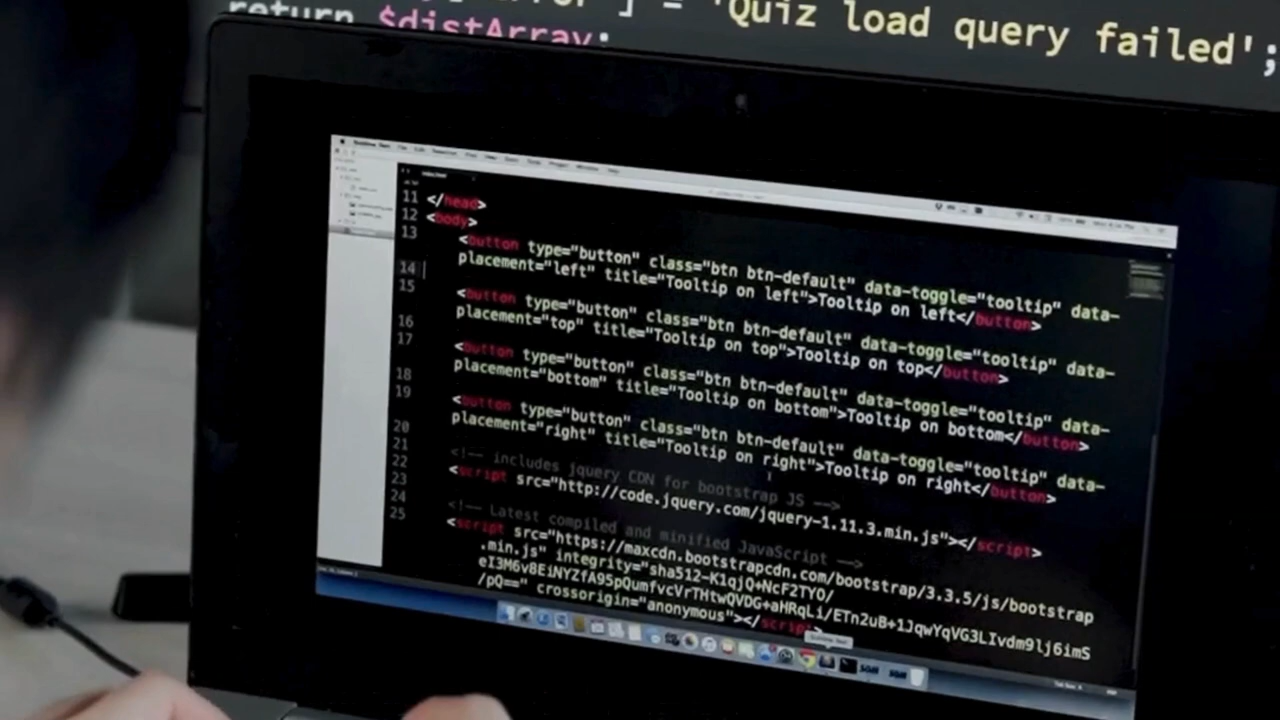 '] = 'Quiz load query failed';
return $distArray;
11 </head>
12 <body>
13
<button type="button" class="btn btn-default" data-toggle="tooltip" data-
14 placement="left" title="Tooltip on left">Tooltip on left</button>
15
<button type="button" class="btn btn-default" data-toggle="tooltip" data-
16 placement="top" title="Tooltip on top">Tooltip on top</button>
17
<button type="button" class="btn btn-default" data-toggle="tooltip" data-
18 placement="bottom" title="Tooltip on bottom">Tooltip on bottom</button>
19
<button type="button" class="btn btn-default" data-toggle="tooltip" data-
20 placement="right" title="Tooltip on right">Tooltip on right</button>
21
22 <!-- includes jquery CDN for bootstrap JS -->
23 <script src="http://code.jquery.com/jquery-1.11.3.min.js"></script>
24 <!-- Latest compiled and minified JavaScript -->
25 <script src="https://maxcdn.bootstrapcdn.com/bootstrap/3.3.5/js/bootstrap
.min.js" integrity="sha512-K1qjQ+NcF2TYO/
eI3M6v8EiNYZfA95pQumfvcVrTHtwQVDG+aHRqLi/ETn2uB+1JqwYqVG3LIvdm9lj6imS
/pQ==" crossorigin="anonymous"></script>